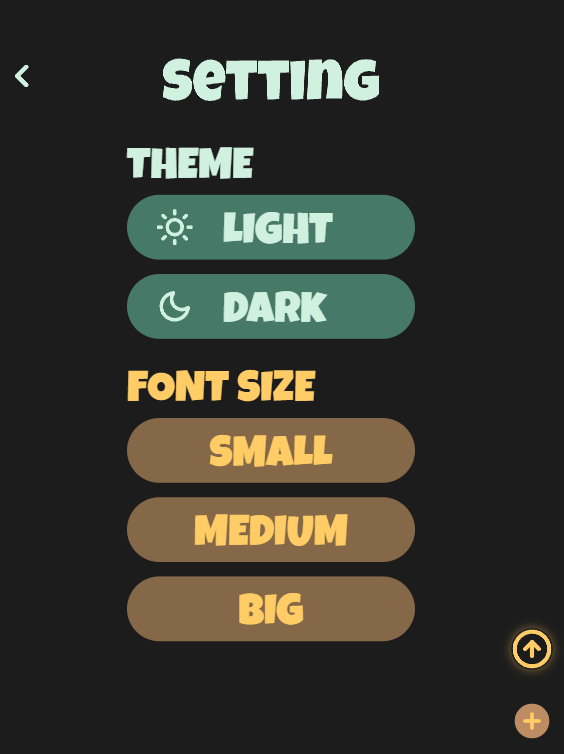 SeTTinG
THEME
LIGHT
DARK
FONT SIZE
SMALL
MEDIUM
BIG